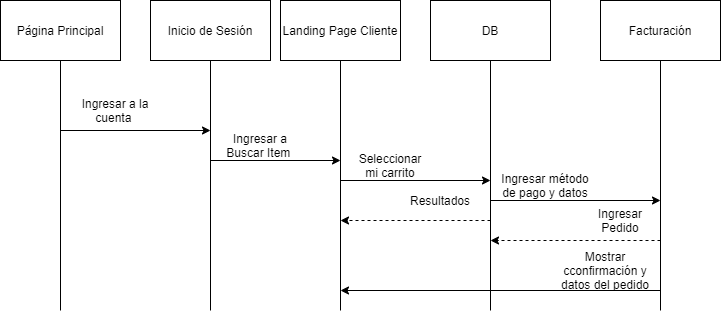 Página Principal
Inicio de Sesión
Landing Page Cliente
DB
Facturación
Ingresar a la
cuenta
Ingresar a
Buscar Item
Seleccionar
mi carrito
Ingresar método
de pago y datos
Resultados
Ingresar
Pedido
Mostrar
cconfirmación y
datos del pedido